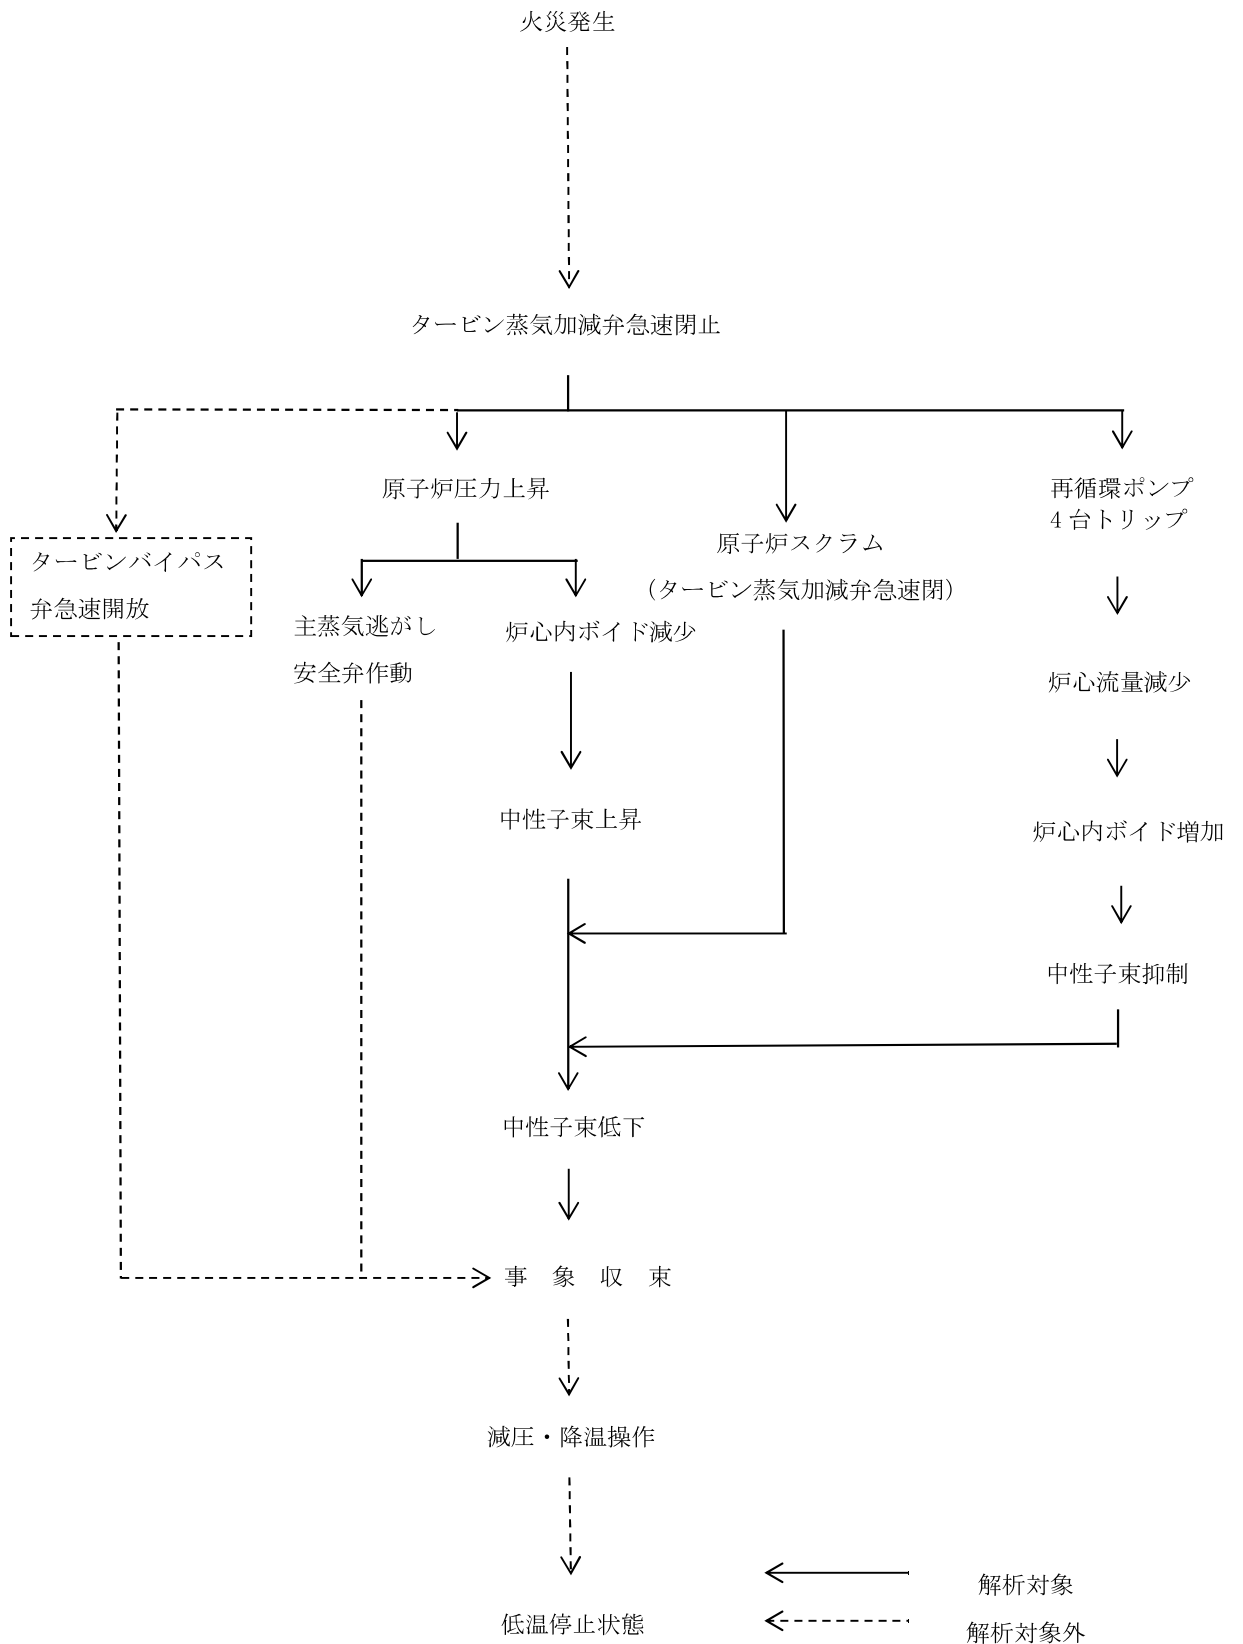 火災発生
タービン蒸気加減弁急速閉止
原子炉圧力上昇
再循環ポンプ
4台トリップ
原子炉スクラム
（タービン蒸気加減弁急速閉）
タービンバイパス
弁急速開放
主蒸気逃がし
安全弁作動
炉心内ボイド減少
炉心流量減少
中性子束上昇
炉心内ボイド増加
中性子束抑制
中性子束低下
事　象　収　束
減圧・降温操作
低温停止状態
解析対象
解析対象外